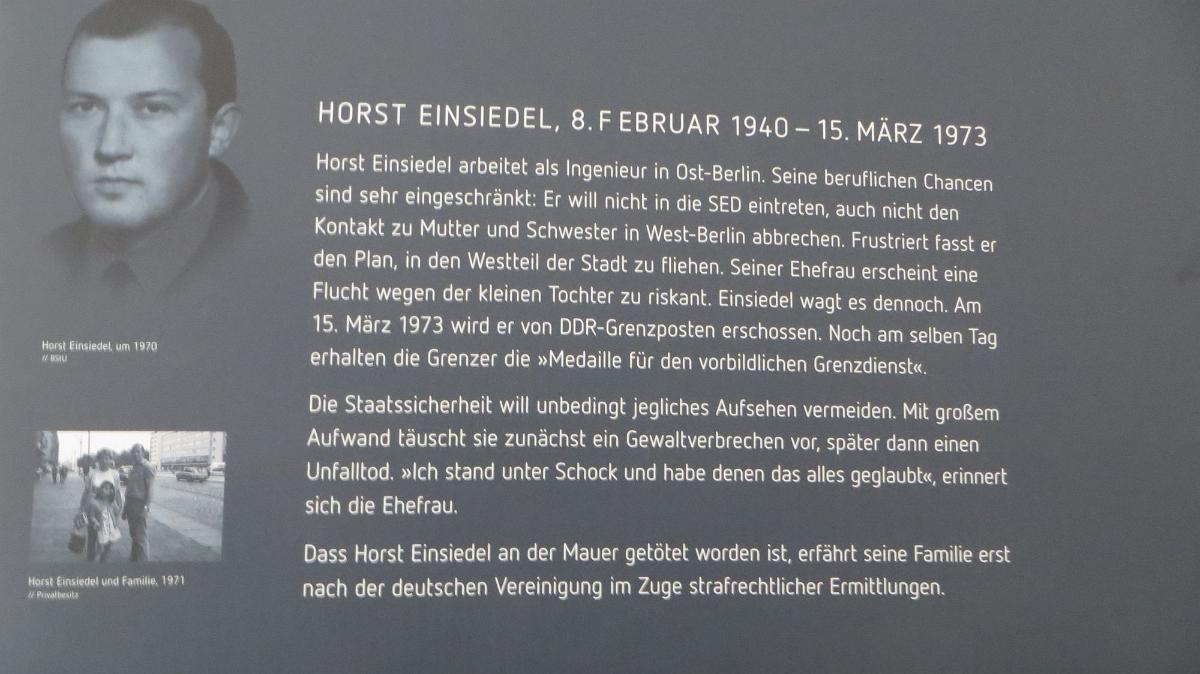 HORST EINSIEDEL, 8. FEBRUAR 1940 – 15. MÄRZ 1973
Horst Einsiedel arbeitet als Ingenieur in Ost-Berlin. Seine beruflichen Chancen
sind sehr eingeschränkt: Er will nicht in die SED eintreten, auch nicht den
Kontakt zu Mutter und Schwester in West-Berlin abbrechen. Frustriert fasst er
den Plan, in den Westteil der Stadt zu fliehen. Seiner Ehefrau erscheint eine
Flucht wegen der kleinen Tochter zu riskant. Einsiedel wagt es dennoch. Am
15. März 1973 wird er von DDR-Grenzposten erschossen. Noch am selben Tag
erhalten die Grenzer die »Medaille für den vorbildlichen Grenzdienst«.
Die Staatssicherheit will unbedingt jegliches Aufsehen vermeiden. Mit großem
Aufwand täuscht sie zunächst ein Gewaltverbrechen vor, später dann einen
Unfalltod. »Ich stand unter Schock und habe denen das alles geglaubt«, erinnert
sich die Ehefrau.
Dass Horst Einsiedel an der Mauer getötet worden ist, erfährt seine Familie erst
nach der deutschen Vereinigung im Zuge strafrechtlicher Ermittlungen.
Horst Einsiedel, um 1970
// BStU
Horst Einsiedel und Familie, 1971
// Privatbesitz